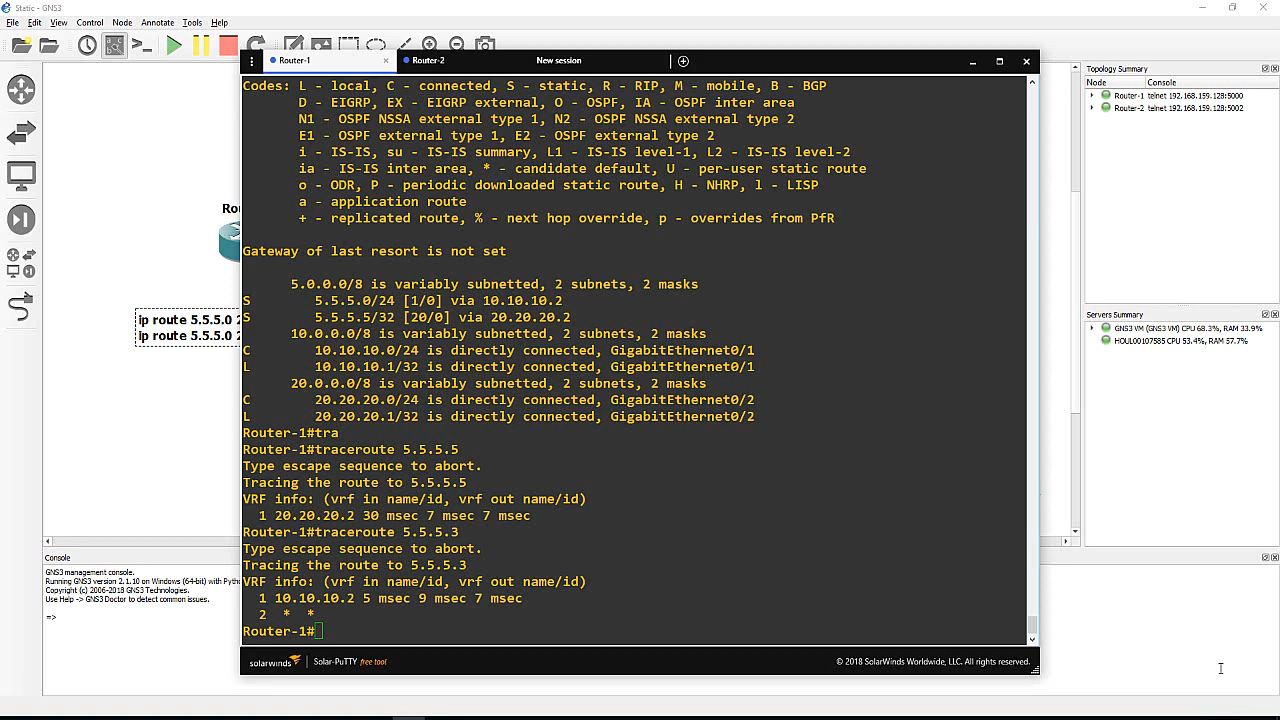 Static - GNS3
File Edit View Control Node Annotate Tools Help
Router-1 Router-2 New session
Codes: L - local, C - connected, S - static, R - RIP, M - mobile, B - BGP
D - EIGRP, EX - EIGRP external, O - OSPF, IA - OSPF inter area
N1 - OSPF NSSA external type 1, N2 - OSPF NSSA external type 2
E1 - OSPF external type 1, E2 - OSPF external type 2
i - IS-IS, su - IS-IS summary, L1 - IS-IS level-1, L2 - IS-IS level-2
ia - IS-IS inter area, * - candidate default, U - per-user static route
o - ODR, P - periodic downloaded static route, H - NHRP, l - LISP
a - application route
+ - replicated route, % - next hop override, p - overrides from PfR
Gateway of last resort is not set
5.0.0.0/8 is variably subnetted, 2 subnets, 2 masks
S 5.5.5.0/24 [1/0] via 10.10.10.2
S 5.5.5.5/32 [20/0] via 20.20.20.2
10.0.0.0/8 is variably subnetted, 2 subnets, 2 masks
C 10.10.10.0/24 is directly connected, GigabitEthernet0/1
L 10.10.10.1/32 is directly connected, GigabitEthernet0/1
20.0.0.0/8 is variably subnetted, 2 subnets, 2 masks
C 20.20.20.0/24 is directly connected, GigabitEthernet0/2
L 20.20.20.1/32 is directly connected, GigabitEthernet0/2
Router-1#tra
Router-1#traceroute 5.5.5.5
Type escape sequence to abort.
Tracing the route to 5.5.5.5
VRF info: (vrf in name/id, vrf out name/id)
1 20.20.20.2 30 msec 7 msec 7 msec
Router-1#traceroute 5.5.5.3
Type escape sequence to abort.
Tracing the route to 5.5.5.3
VRF info: (vrf in name/id, vrf out name/id)
1 10.10.10.2 5 msec 9 msec 7 msec
2 * *
Router-1#
solarwinds Solar-PuTTY free tool © 2018 SolarWinds Worldwide, LLC. All rights reserved.
Rou
ip route 5.5.5.0 2
ip route 5.5.5.5 2
Topology Summary
Node Console
Router-1 telnet 192.168.159.128:5000
Router-2 telnet 192.168.159.128:5002
Servers Summary
GNS3 VM (GNS3 VM) CPU 68.3%, RAM 33.9%
HOUL00107585 CPU 53.4%, RAM 57.7%
Console
GNS3 management console.
Running GNS3 version 2.1.10 on Windows (64-bit) with Pyth
Copyright (c) 2006-2018 GNS3 Technologies.
Use Help -> GNS3 Doctor to detect common issues.
=>